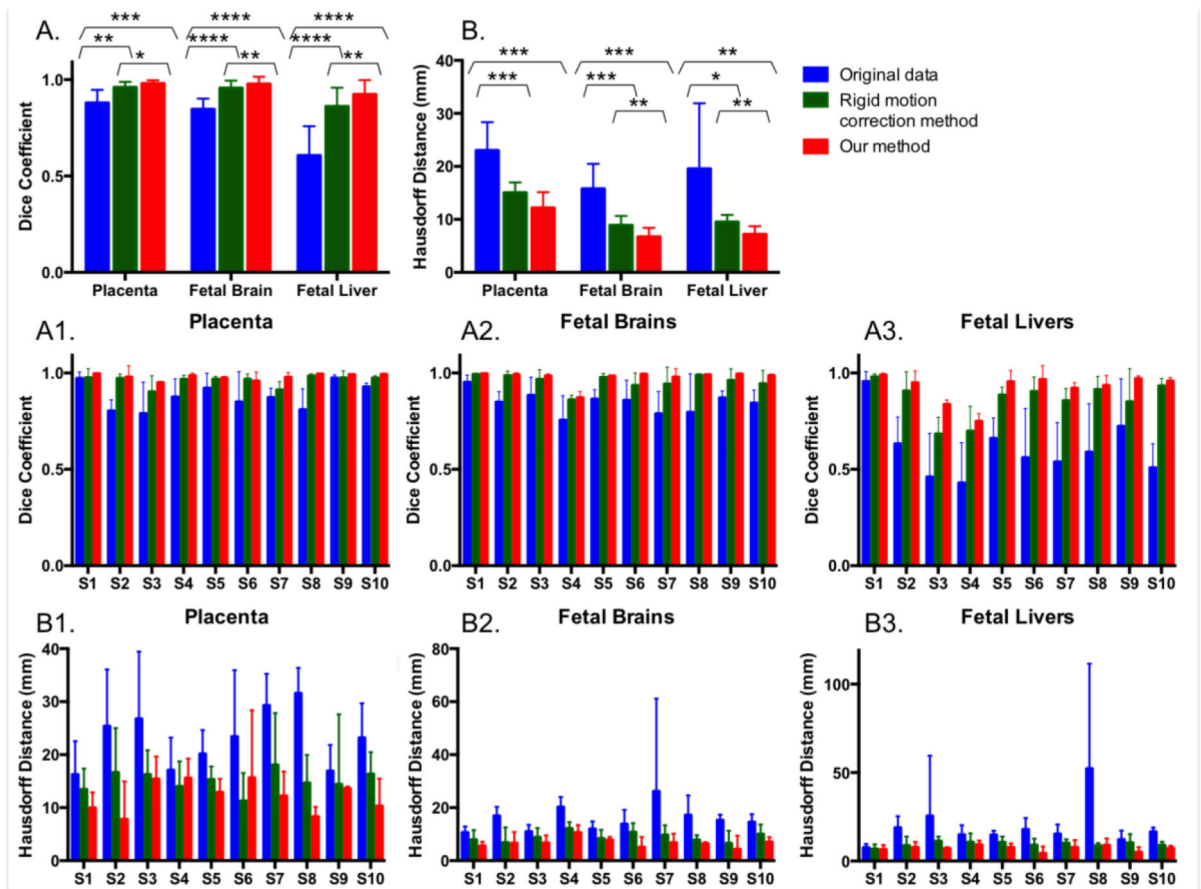 A.
*** **** ****
** **** ****
* ** **
Dice Coefficient
1.0
0.5
0.0
Placenta Fetal Brain Fetal Liver
B.
*** *** **
*** *** *
** **
Hausdorff Distance (mm)
40
30
20
10
0
Placenta Fetal Brain Fetal Liver
Original data
Rigid motion
correction method
Our method
A1.
Placenta
Dice Coefficient
1.0
0.5
0.0
S1 S2 S3 S4 S5 S6 S7 S8 S9 S10
A2.
Fetal Brains
Dice Coefficient
1.0
0.5
0.0
S1 S2 S3 S4 S5 S6 S7 S8 S9 S10
A3.
Fetal Livers
Dice Coefficient
1.0
0.5
0.0
S1 S2 S3 S4 S5 S6 S7 S8 S9 S10
B1.
Placenta
Hausdorff Distance (mm)
40
30
20
10
0
S1 S2 S3 S4 S5 S6 S7 S8 S9 S10
B2.
Fetal Brains
Hausdorff Distance (mm)
80
60
40
20
0
S1 S2 S3 S4 S5 S6 S7 S8 S9 S10
B3.
Fetal Livers
Hausdorff Distance (mm)
100
50
0
S1 S2 S3 S4 S5 S6 S7 S8 S9 S10